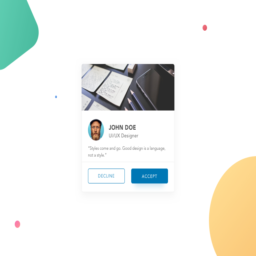 JOHN DOE
UI/UX Designer
"Styles come and go. Good design is a language,
not a style."
DECLINE
ACCEPT